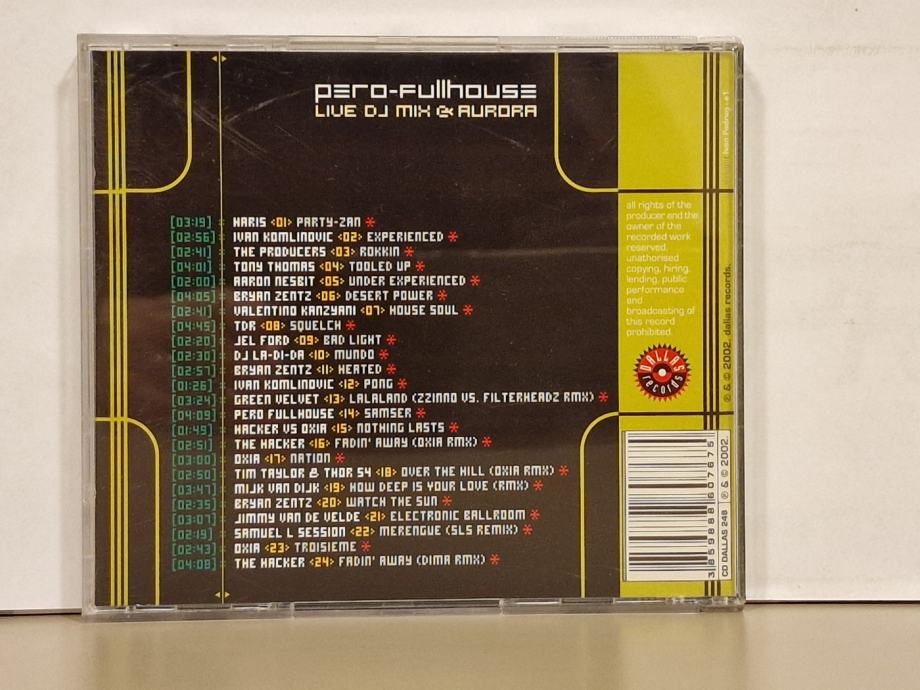 PERO-FULLHOUSE
LIVE DJ MIX @ AURORA
[03:19] HARIS <01> PARTY-ZAN *
[02:56] IVAN KOMLINOVIC <02> EXPERIENCED *
[02:41] THE PRODUCERS <03> ROKKIN *
[04:01] TONY THOMAS <04> TOOLED UP *
[02:00] AARON NESBIT <05> UNDER EXPERIENCED *
[04:05] BRYAN ZENTZ <06> DESERT POWER *
[02:41] VALENTINO KANZYANI <07> HOUSE SOUL *
[04:45] TDR <08> SQUELCH *
[02:20] JEL FORD <09> BAD LIGHT *
[02:30] DJ LA-DI-DA <10> MUNDO *
[02:57] BRYAN ZENTZ <11> HEATED *
[01:26] IVAN KOMLINOVIC <12> PONG *
[03:24] GREEN VELVET <13> LALALAND (ZZINNO VS. FILTERHEADZ RMX) *
[04:09] PERO FULLHOUSE <14> SAMSER *
[01:49] HACKER VS OXIA <15> NOTHING LASTS *
[02:51] THE HACKER <16> FADIN' AWAY (OXIA RMX) *
[03:00] OXIA <17> NATION *
[02:50] TIM TAYLOR & THOR 54 <18> OVER THE HILL (OXIA RMX) *
[03:47] MIJK VAN DIJK <19> HOW DEEP IS YOUR LOVE (RMX) *
[02:35] BRYAN ZENTZ <20> WATCH THE SUN *
[03:07] JIMMY VAN DE VELDE <21> ELECTRONIC BALLROOM *
[02:19] SAMUEL L SESSION <22> MERENGUE (SLS REMIX) *
[02:43] OXIA <23> TROISIEME *
[04:08] THE HACKER <24> FADIN' AWAY (DIMA RMX) *
all rights of the
producer and the
owner of the
recorded work
reserved,
unathorised
copying, hiring,
lending, public
performance
and
broadcasting of
this record
prohibited.
DALLAS
records
℗ & © 2002. dallas records.
3 859888 607675
CD DALLAS 248
℗ & © 2002.